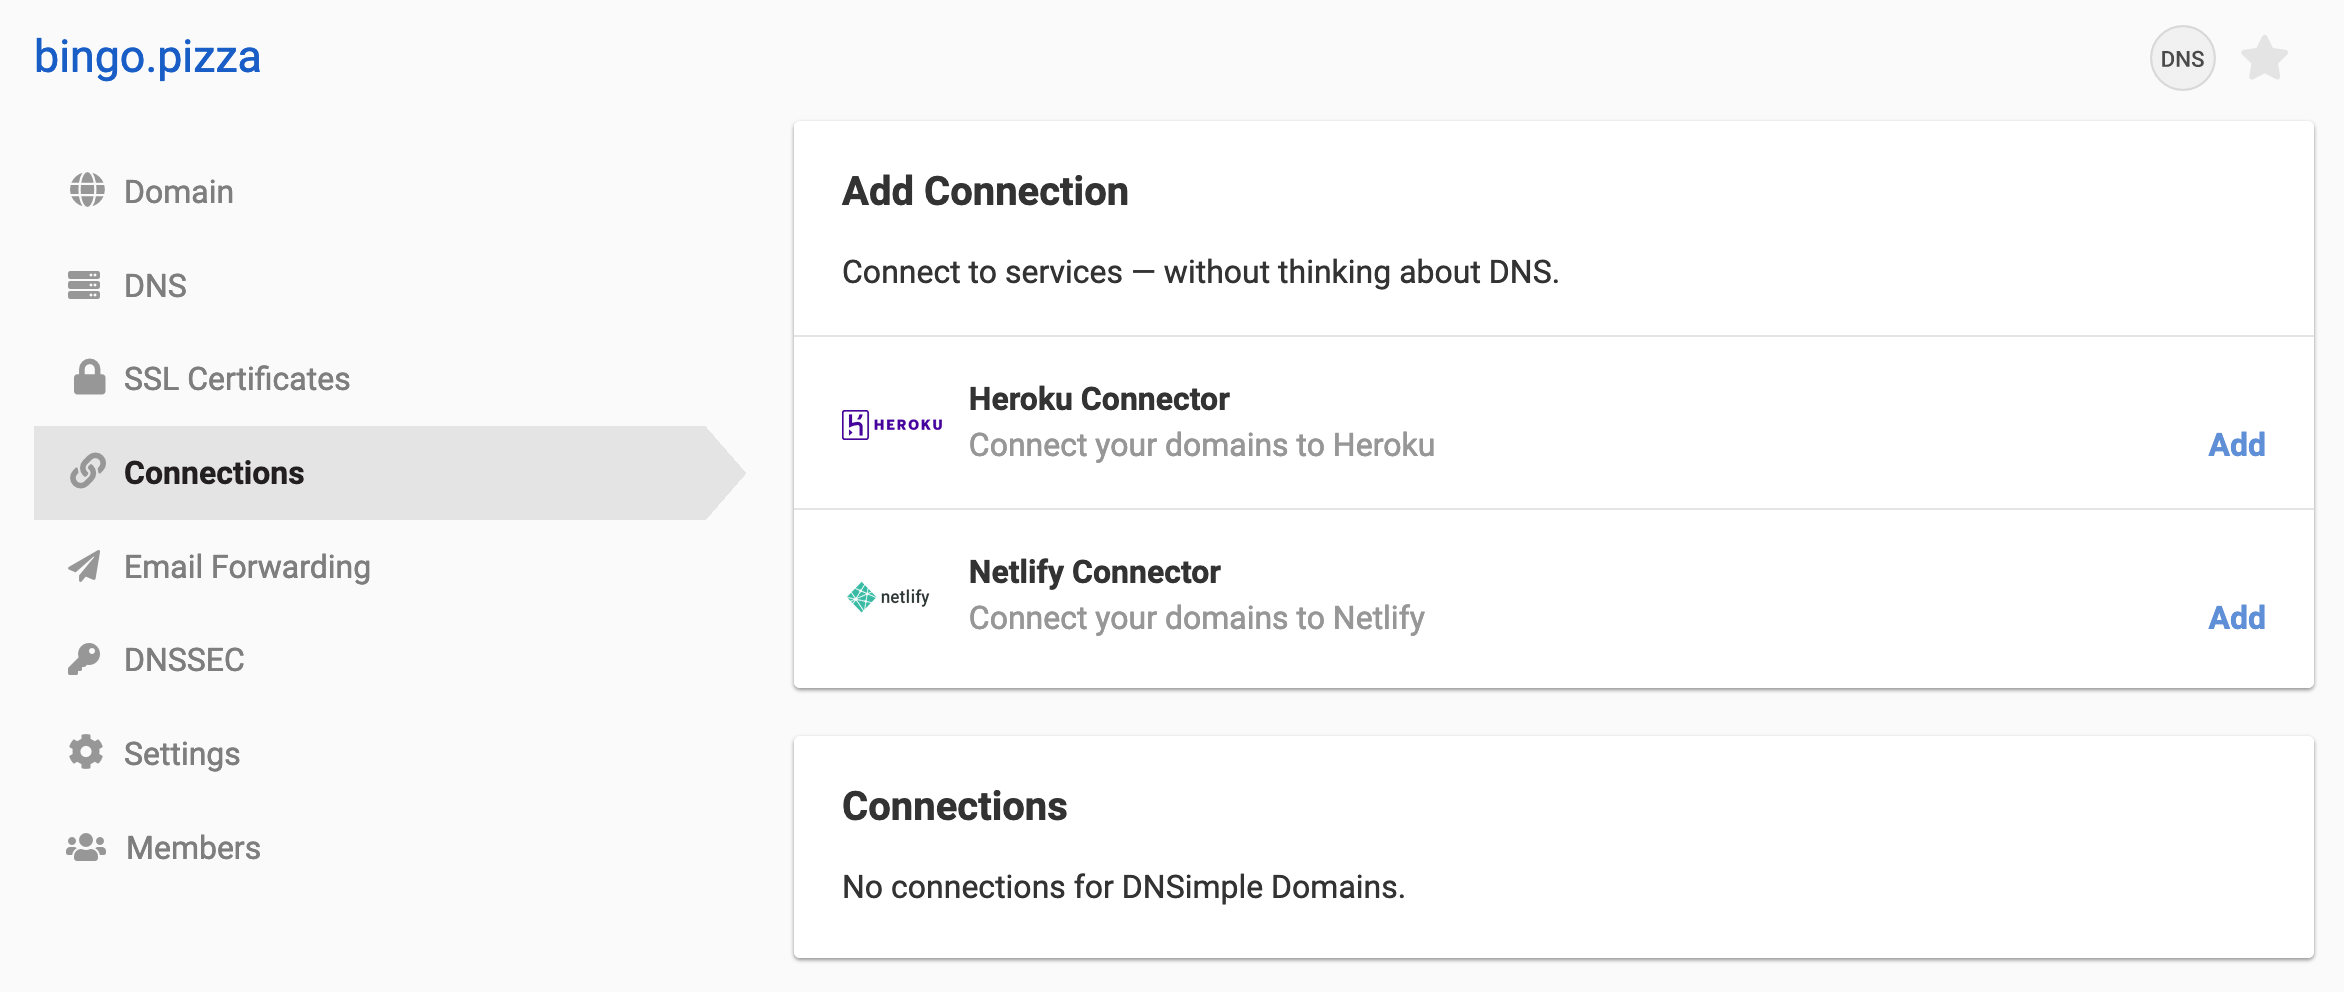 bingo.pizza
DNS
Domain
DNS
SSL Certificates
Connections
Email Forwarding
DNSSEC
Settings
Members
Add Connection
Connect to services — without thinking about DNS.
HEROKU
Heroku Connector
Connect your domains to Heroku
Add
netlify
Netlify Connector
Connect your domains to Netlify
Add
Connections
No connections for DNSimple Domains.